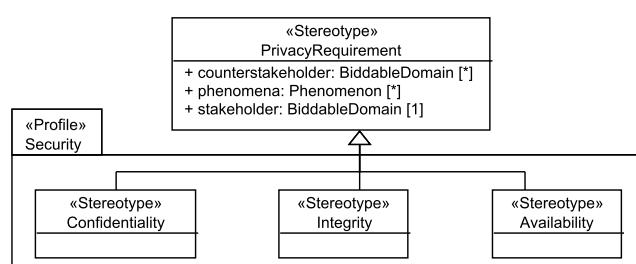 «Stereotype»
PrivacyRequirement
+ counterstakeholder: BiddableDomain [*]
+ phenomena: Phenomenon [*]
+ stakeholder: BiddableDomain [1]
«Profile»
Security
«Stereotype»
Confidentiality
«Stereotype»
Integrity
«Stereotype»
Availability